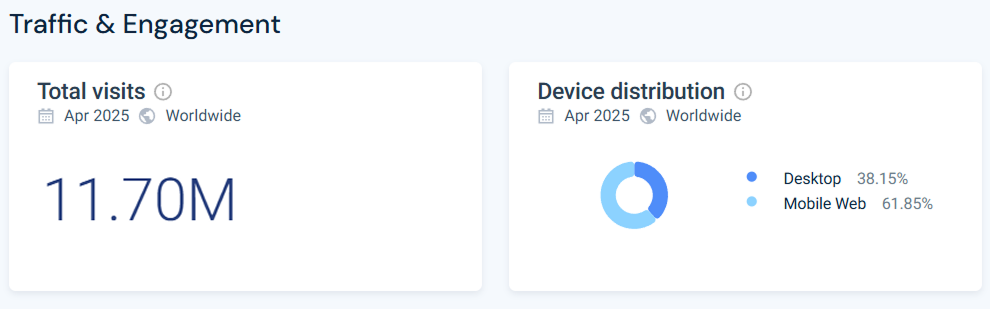 Traffic & Engagement
Total visits
Apr 2025 Worldwide
11.70M
Device distribution
Apr 2025 Worldwide
Desktop 38.15%
Mobile Web 61.85%